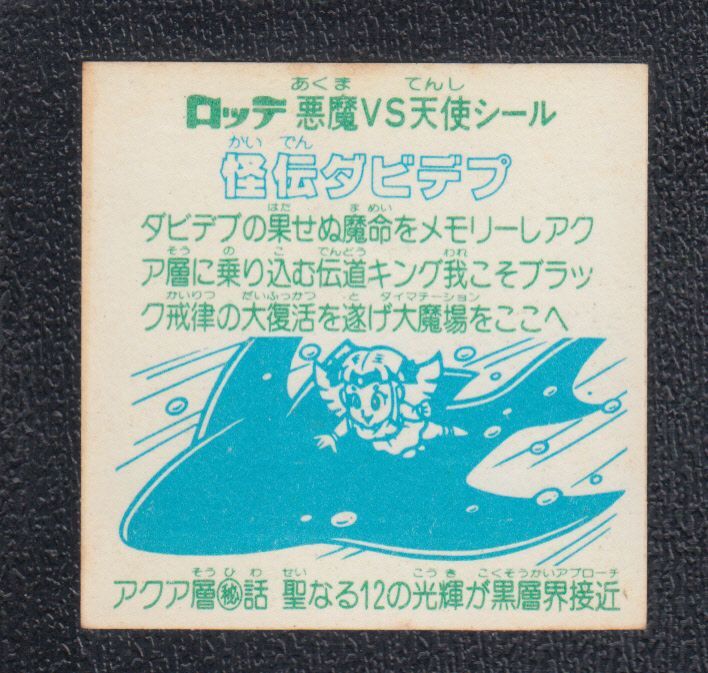 あくま てんし
ロッテ 悪魔VS天使シール
かい でん
怪伝ダビデプ
はた まめい
ダビデブの果せぬ魔命をメモリーしアク
そう の こ でんどう われ
ア層に乗り込む伝道キング我こそブラッ
かいりつ だいふっかつ と タイマテーション
ク戒律の大復活を遂げ大魔場をここへ
そうひわ せい こうき こくそうかいアプローチ
アクア層㊙話 聖なる12の光輝が黒層界接近